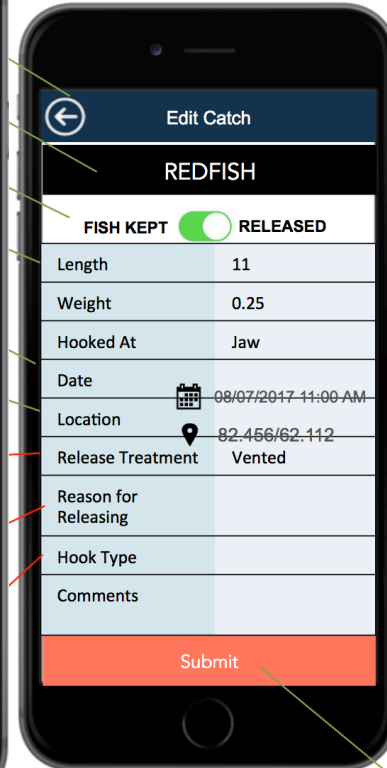 Edit Catch
REDFISH
FISH KEPT RELEASED
Length 11
Weight 0.25
Hooked At Jaw
Date 08/07/2017 11:00 AM
Location 82.456/62.112
Release Treatment Vented
Reason for
Releasing
Hook Type
Comments
Submit